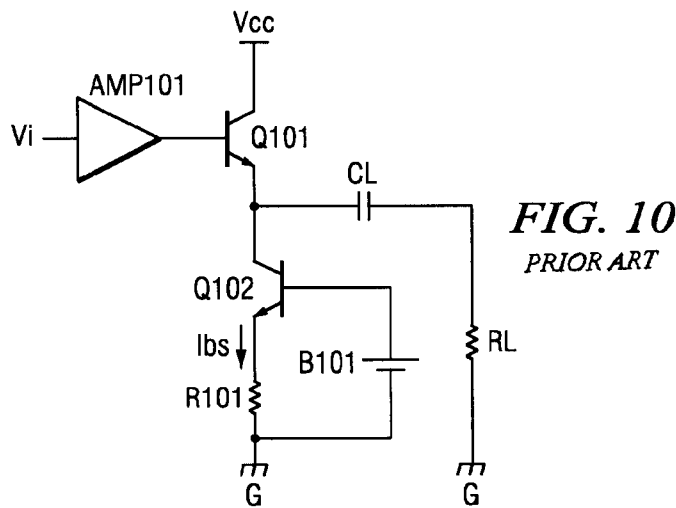 Vcc
AMP101
Vi
Q101
CL
FIG. 10
PRIOR ART
Q102
Ibs
B101
RL
R101
G
G